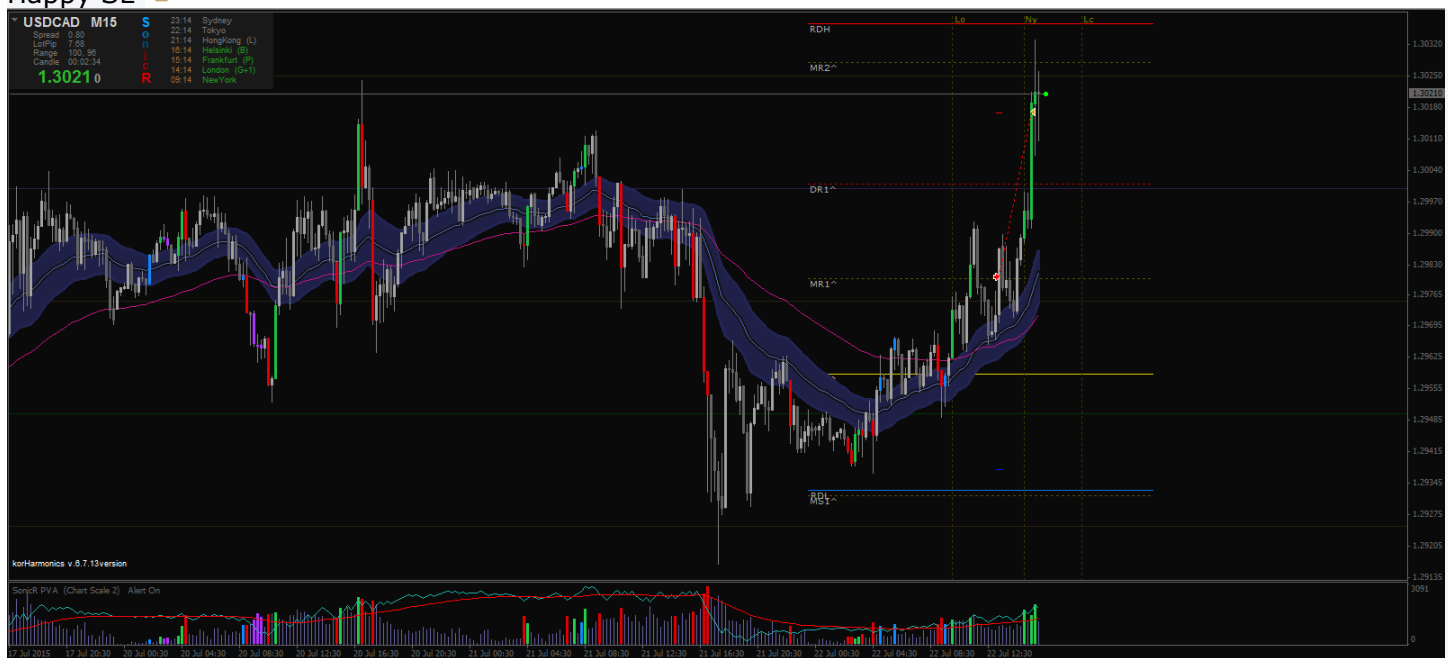 USDCAD M15
Spread 0.80
LotPip 7.68
Range 100, 96
Candle 00:02:34
1.3021 0
S
o
n
i
c
R
23:14 Sydney
22:14 Tokyo
21:14 HongKong (L)
16:14 Helsinki (B)
15:14 Frankfurt (P)
14:14 London (G+1)
09:14 NewYork
Lo
Ny
Lc
RDH
MR2^
DR1^
MR1^
RDL
MS1^
1.30320
1.30250
1.30210
1.30180
1.30110
1.30040
1.29970
1.29900
1.29830
1.29765
1.29695
1.29625
1.29555
1.29485
1.29415
1.29345
1.29275
1.29205
1.29135
korHarmonics v.6.7.13version
SonicR PVA (Chart Scale 2) Alert On
3091
0
17 Jul 2015 17 Jul 20:30 20 Jul 00:30 20 Jul 04:30 20 Jul 08:30 20 Jul 12:30 20 Jul 16:30 20 Jul 20:30 21 Jul 00:30 21 Jul 04:30 21 Jul 08:30 21 Jul 12:30 21 Jul 16:30 21 Jul 20:30 22 Jul 00:30 22 Jul 04:30 22 Jul 08:30 22 Jul 12:30